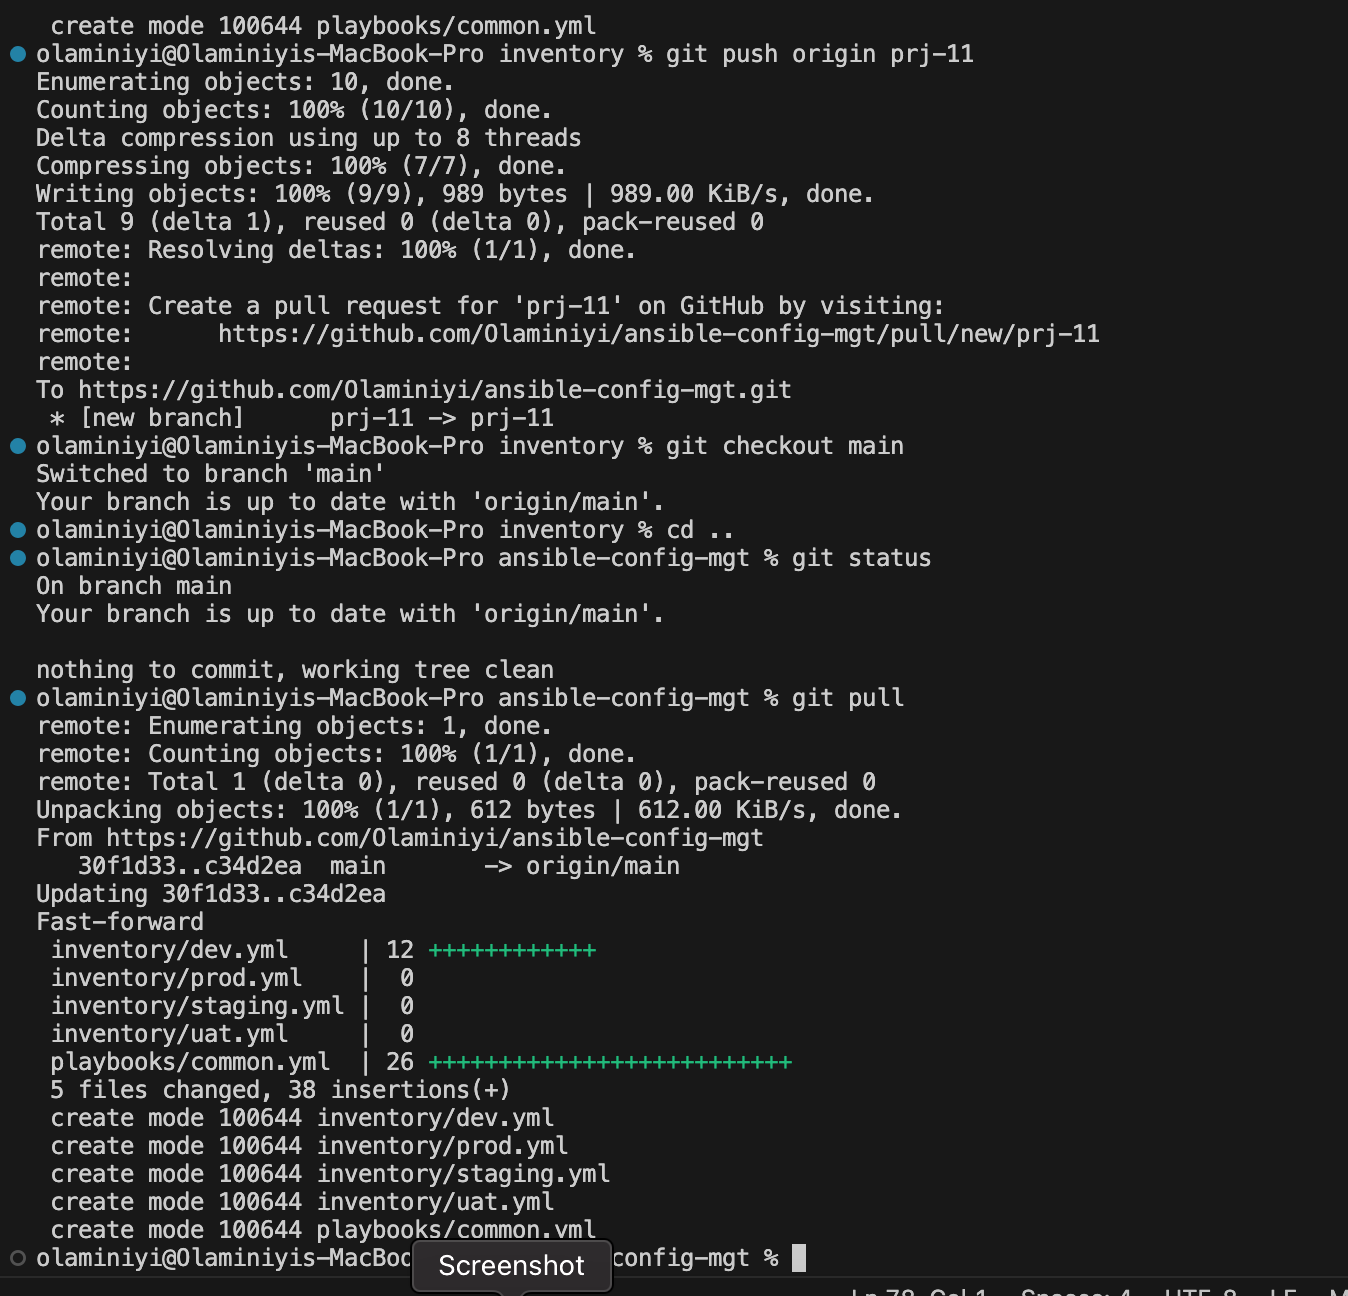 create mode 100644 playbooks/common.yml
olaminiyi@Olaminiyis-MacBook-Pro inventory % git push origin prj-11
Enumerating objects: 10, done.
Counting objects: 100% (10/10), done.
Delta compression using up to 8 threads
Compressing objects: 100% (7/7), done.
Writing objects: 100% (9/9), 989 bytes | 989.00 KiB/s, done.
Total 9 (delta 1), reused 0 (delta 0), pack-reused 0
remote: Resolving deltas: 100% (1/1), done.
remote:
remote: Create a pull request for 'prj-11' on GitHub by visiting:
remote:      https://github.com/Olaminiyi/ansible-config-mgt/pull/new/prj-11
remote:
To https://github.com/Olaminiyi/ansible-config-mgt.git
 * [new branch]      prj-11 -> prj-11
olaminiyi@Olaminiyis-MacBook-Pro inventory % git checkout main
Switched to branch 'main'
Your branch is up to date with 'origin/main'.
olaminiyi@Olaminiyis-MacBook-Pro inventory % cd ..
olaminiyi@Olaminiyis-MacBook-Pro ansible-config-mgt % git status
On branch main
Your branch is up to date with 'origin/main'.
nothing to commit, working tree clean
olaminiyi@Olaminiyis-MacBook-Pro ansible-config-mgt % git pull
remote: Enumerating objects: 1, done.
remote: Counting objects: 100% (1/1), done.
remote: Total 1 (delta 0), reused 0 (delta 0), pack-reused 0
Unpacking objects: 100% (1/1), 612 bytes | 612.00 KiB/s, done.
From https://github.com/Olaminiyi/ansible-config-mgt
   30f1d33..c34d2ea  main       -> origin/main
Updating 30f1d33..c34d2ea
Fast-forward
 inventory/dev.yml     | 12 ++++++++++++
 inventory/prod.yml    |  0
 inventory/staging.yml |  0
 inventory/uat.yml     |  0
 playbooks/common.yml  | 26 ++++++++++++++++++++++++++
 5 files changed, 38 insertions(+)
 create mode 100644 inventory/dev.yml
 create mode 100644 inventory/prod.yml
 create mode 100644 inventory/staging.yml
 create mode 100644 inventory/uat.yml
 create mode 100644 playbooks/common.yml
olaminiyi@Olaminiyis-MacBo config-mgt %
Screenshot